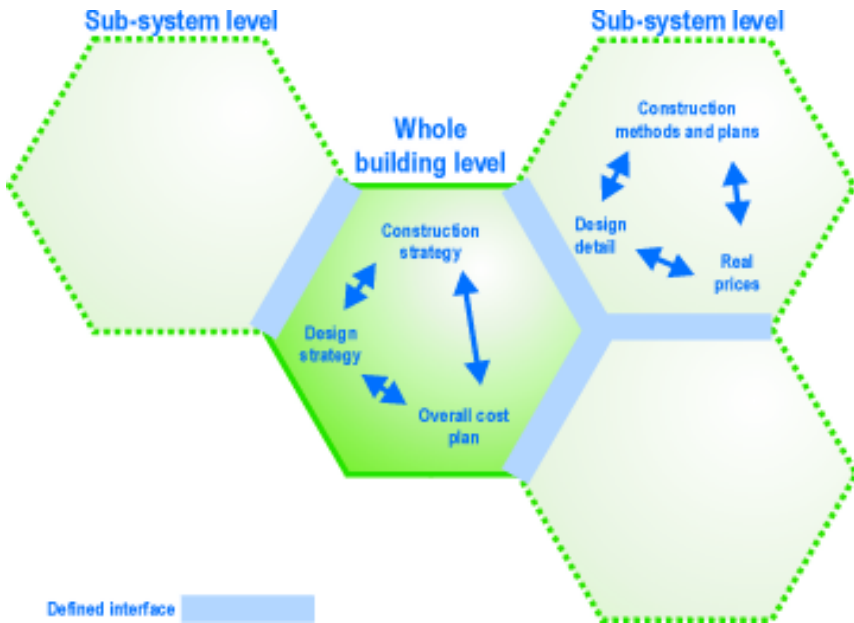 Sub-system level
Sub-system level
Whole
building level
Construction
methods and plans
Design
detail
Real
prices
Construction
strategy
Design
strategy
Overall cost
plan
Defined interface